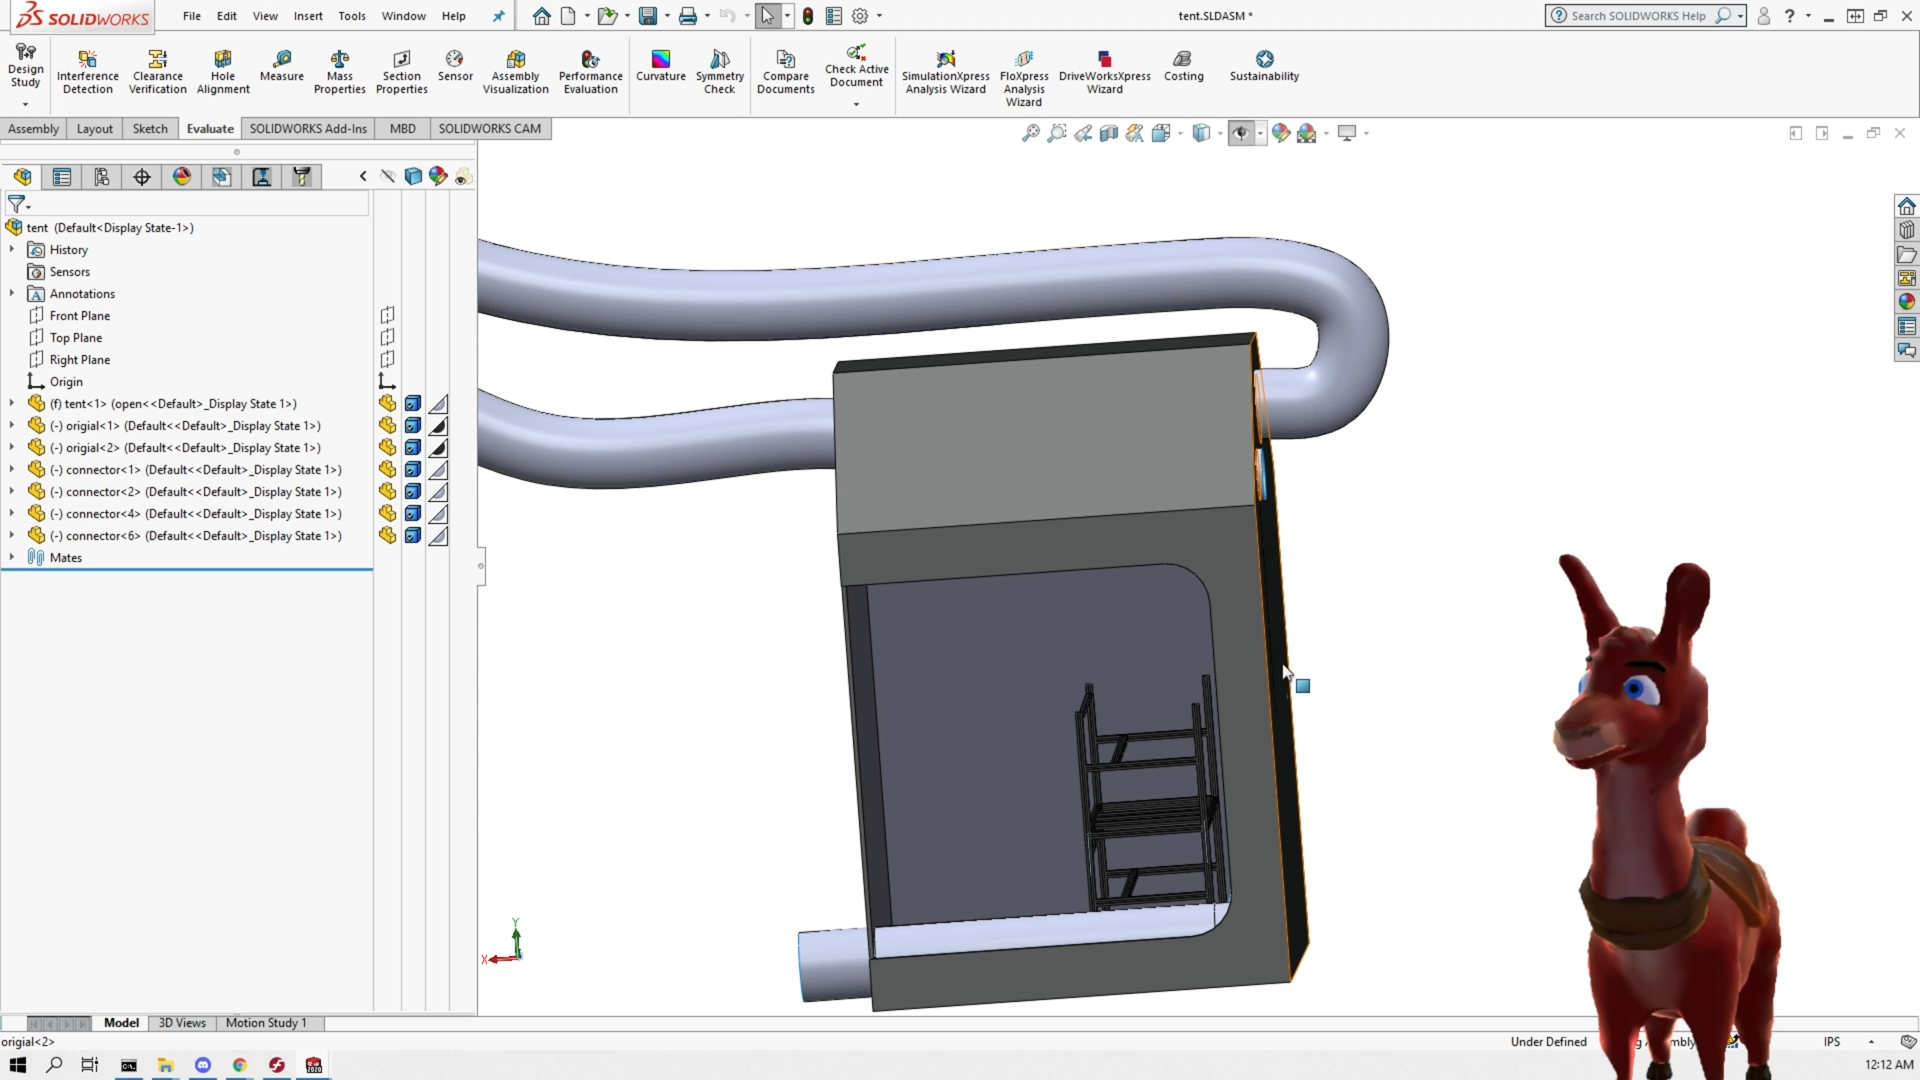 SOLIDWORKS File Edit View Insert Tools Window Help tent.SLDASM * Search SOLIDWORKS Help
Design Study
Interference Detection
Clearance Verification
Hole Alignment
Measure
Mass Properties
Section Properties
Sensor
Assembly Visualization
Performance Evaluation
Curvature
Symmetry Check
Compare Documents
Check Active Document
SimulationXpress Analysis Wizard
FloXpress Analysis Wizard
DriveWorksXpress Wizard
Costing
Sustainability
Assembly Layout Sketch Evaluate SOLIDWORKS Add-Ins MBD SOLIDWORKS CAM
tent (Default<Display State-1>)
History
Sensors
Annotations
Front Plane
Top Plane
Right Plane
Origin
(f) tent<1> (open<<Default>_Display State 1>)
(-) origial<1> (Default<<Default>_Display State 1>)
(-) origial<2> (Default<<Default>_Display State 1>)
(-) connector<1> (Default<<Default>_Display State 1>)
(-) connector<2> (Default<<Default>_Display State 1>)
(-) connector<4> (Default<<Default>_Display State 1>)
(-) connector<6> (Default<<Default>_Display State 1>)
Mates
Y
X
Model 3D Views Motion Study 1
origial<2> Under Defined IPS
12:12 AM